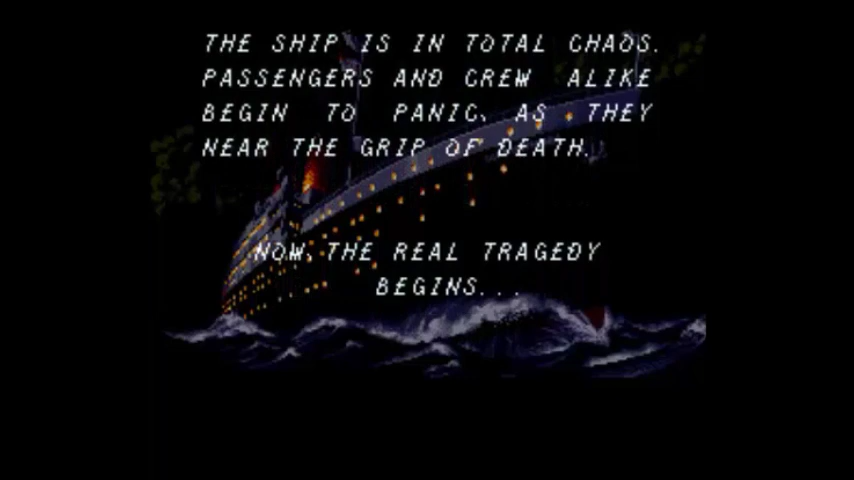 THE SHIP IS IN TOTAL CHAOS.
PASSENGERS AND CREW ALIKE
BEGIN TO PANIC, AS THEY
NEAR THE GRIP OF DEATH.
NOW, THE REAL TRAGEDY
BEGINS...